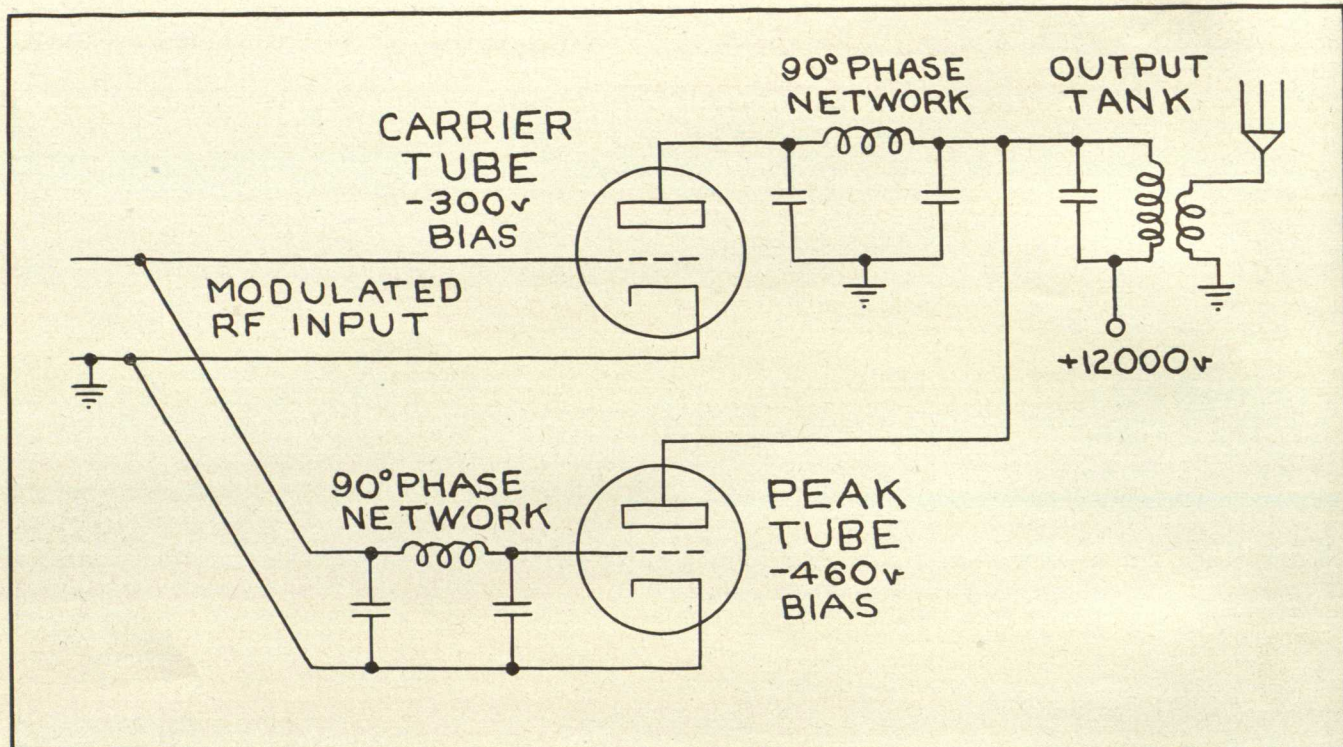 CARRIER
TUBE
-300v
BIAS
90° PHASE
NETWORK
OUTPUT
TANK
MODULATED
RF INPUT
+12000v
90° PHASE
NETWORK
PEAK
TUBE
-460v
BIAS